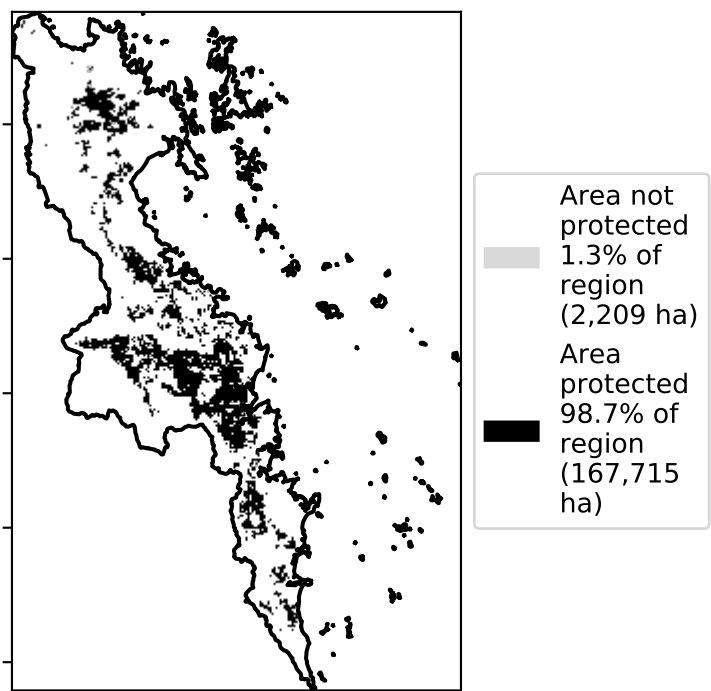 Area not
protected
1.3% of
region
(2,209 ha)
Area
protected
98.7% of
region
(167,715
ha)